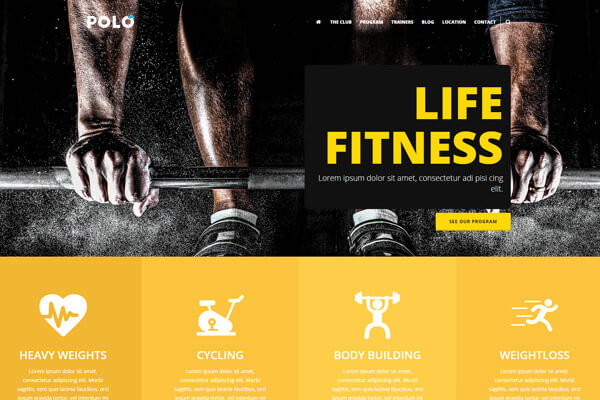 POLO
THE CLUB PROGRAM TRAINERS BLOG LOCATION CONTACT
LIFE
FITNESS
Lorem ipsum dolor sit amet, consectetur adi pisi cing
elit.
SEE OUR PROGRAM
HEAVY WEIGHTS
Lorem ipsum dolor sit amet,
consectetur adipiscing elit. Morbi
sagittis, sem quis lacinia faucibus, orci
ipsum gravida tortor, vel interdum mi
CYCLING
Lorem ipsum dolor sit amet,
consectetur adipiscing elit. Morbi
sagittis, sem quis lacinia faucibus, orci
ipsum gravida tortor, vel interdum mi
BODY BUILDING
Lorem ipsum dolor sit amet,
consectetur adipiscing elit. Morbi
sagittis, sem quis lacinia faucibus, orci
ipsum gravida tortor, vel interdum mi
WEIGHTLOSS
Lorem ipsum dolor sit amet,
consectetur adipiscing elit. Morbi
sagittis, sem quis lacinia faucibus, orci
ipsum gravida tortor, vel interdum mi